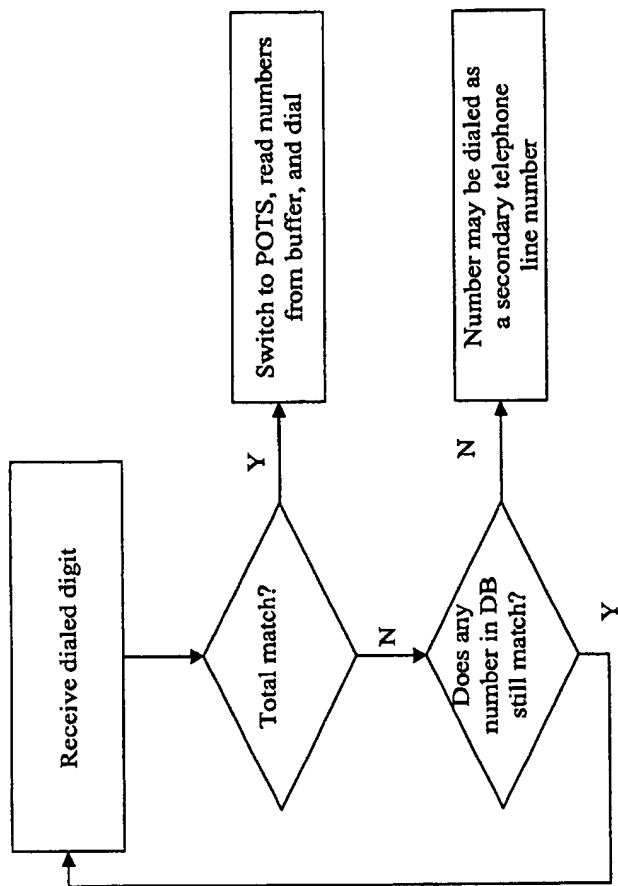 Receive dialed digit
Total match?
Y
Switch to POTS, read numbers
from buffer, and dial
N
Does any
number in DB
still match?
N
Number may be dialed as
a secondary telephone
line number
Y